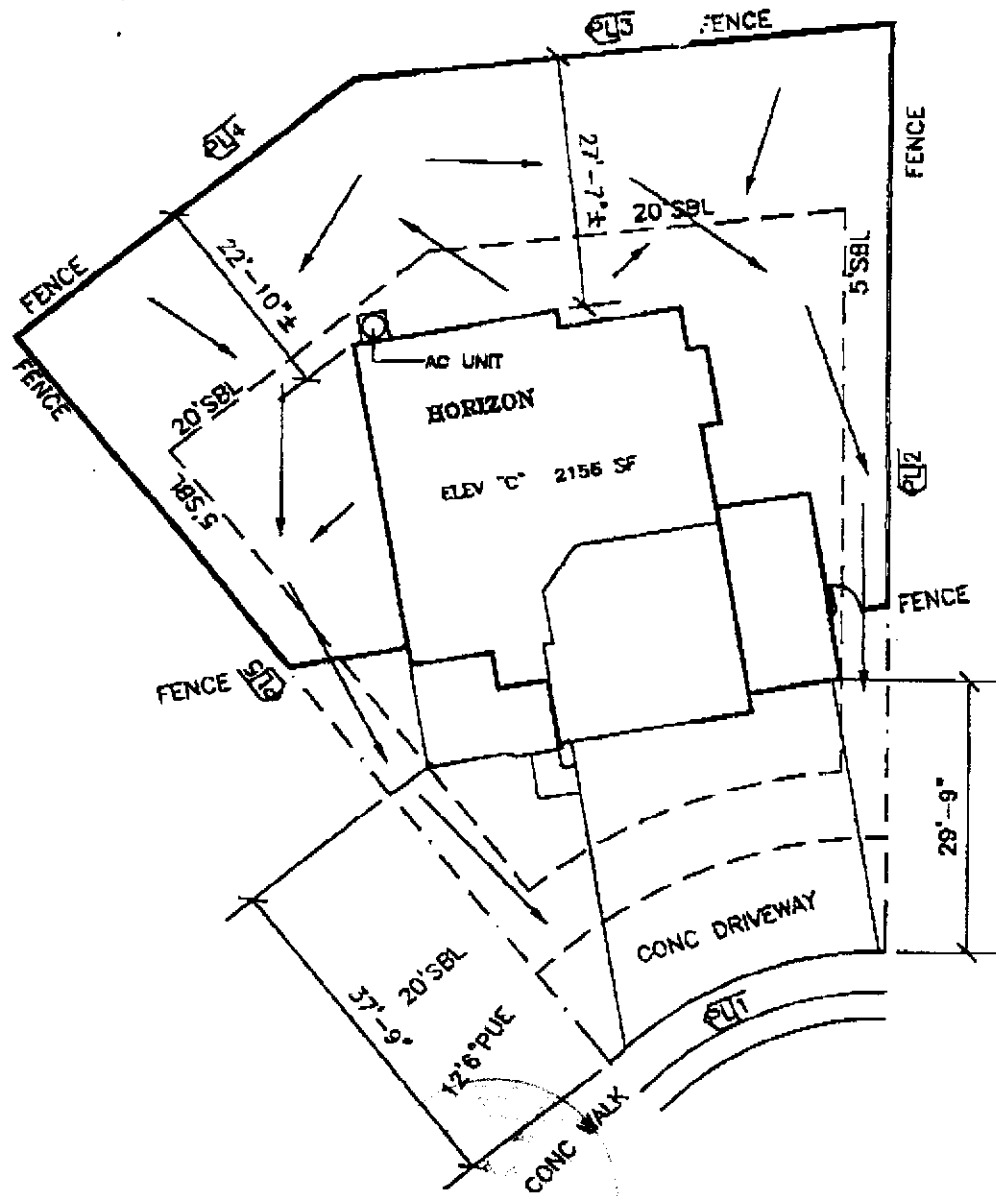 PL3
FENCE
PL4
FENCE
27'-7"±
20'SBL
22'-10"±
FENCE
5'SBL
FENCE
AC UNIT
HORIZON
20'SBL
ELEV "C" 2156 SF
PL2
5'SBL
FENCE
FENCE
PL5
29'-9"
CONC DRIVEWAY
20'SBL
37'-9"
PL1
12'6"PUE
CONC WALK